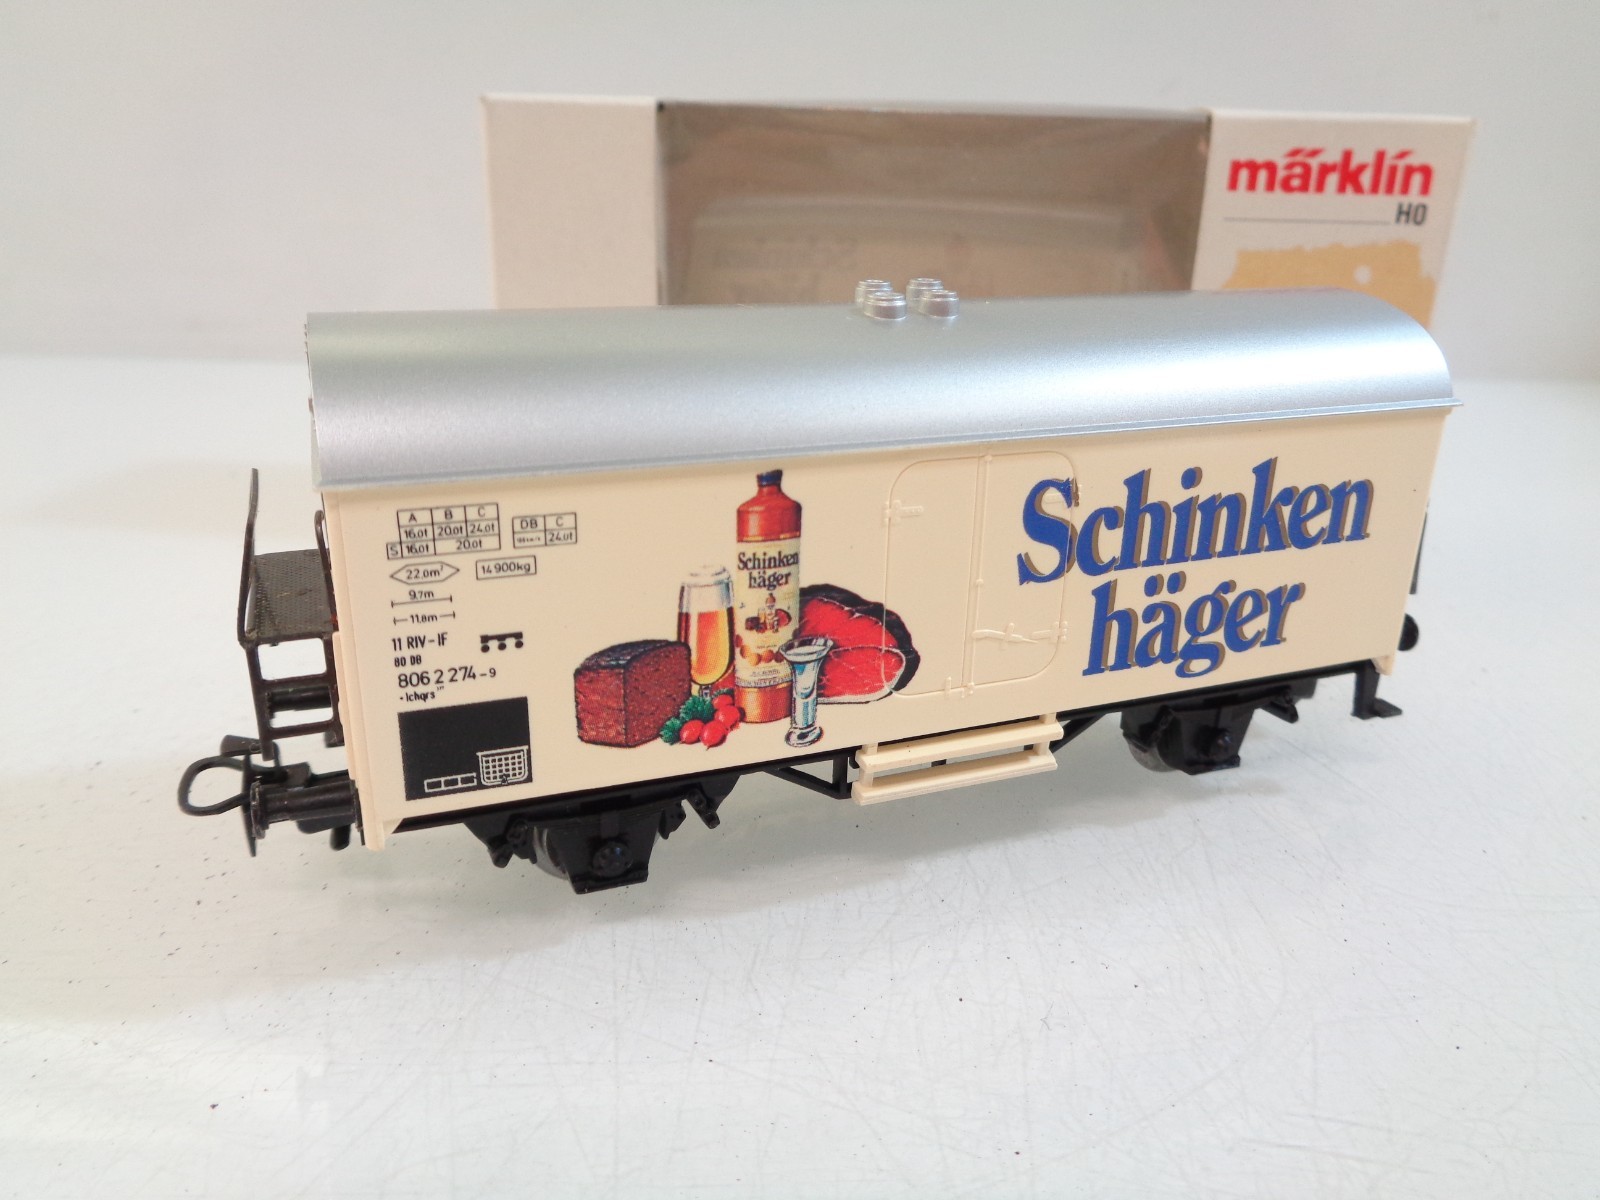 märklin
HO
Schinken
häger
Schinken
häger
A B C
16.0t 20.0t 24.0t
S 16.0t 20.0t
DB C
24.0t
22,0m²
14 900kg
9.7m
11.8m
11 RIV-IF
80 DB
806 2 274-9
Ichqrs